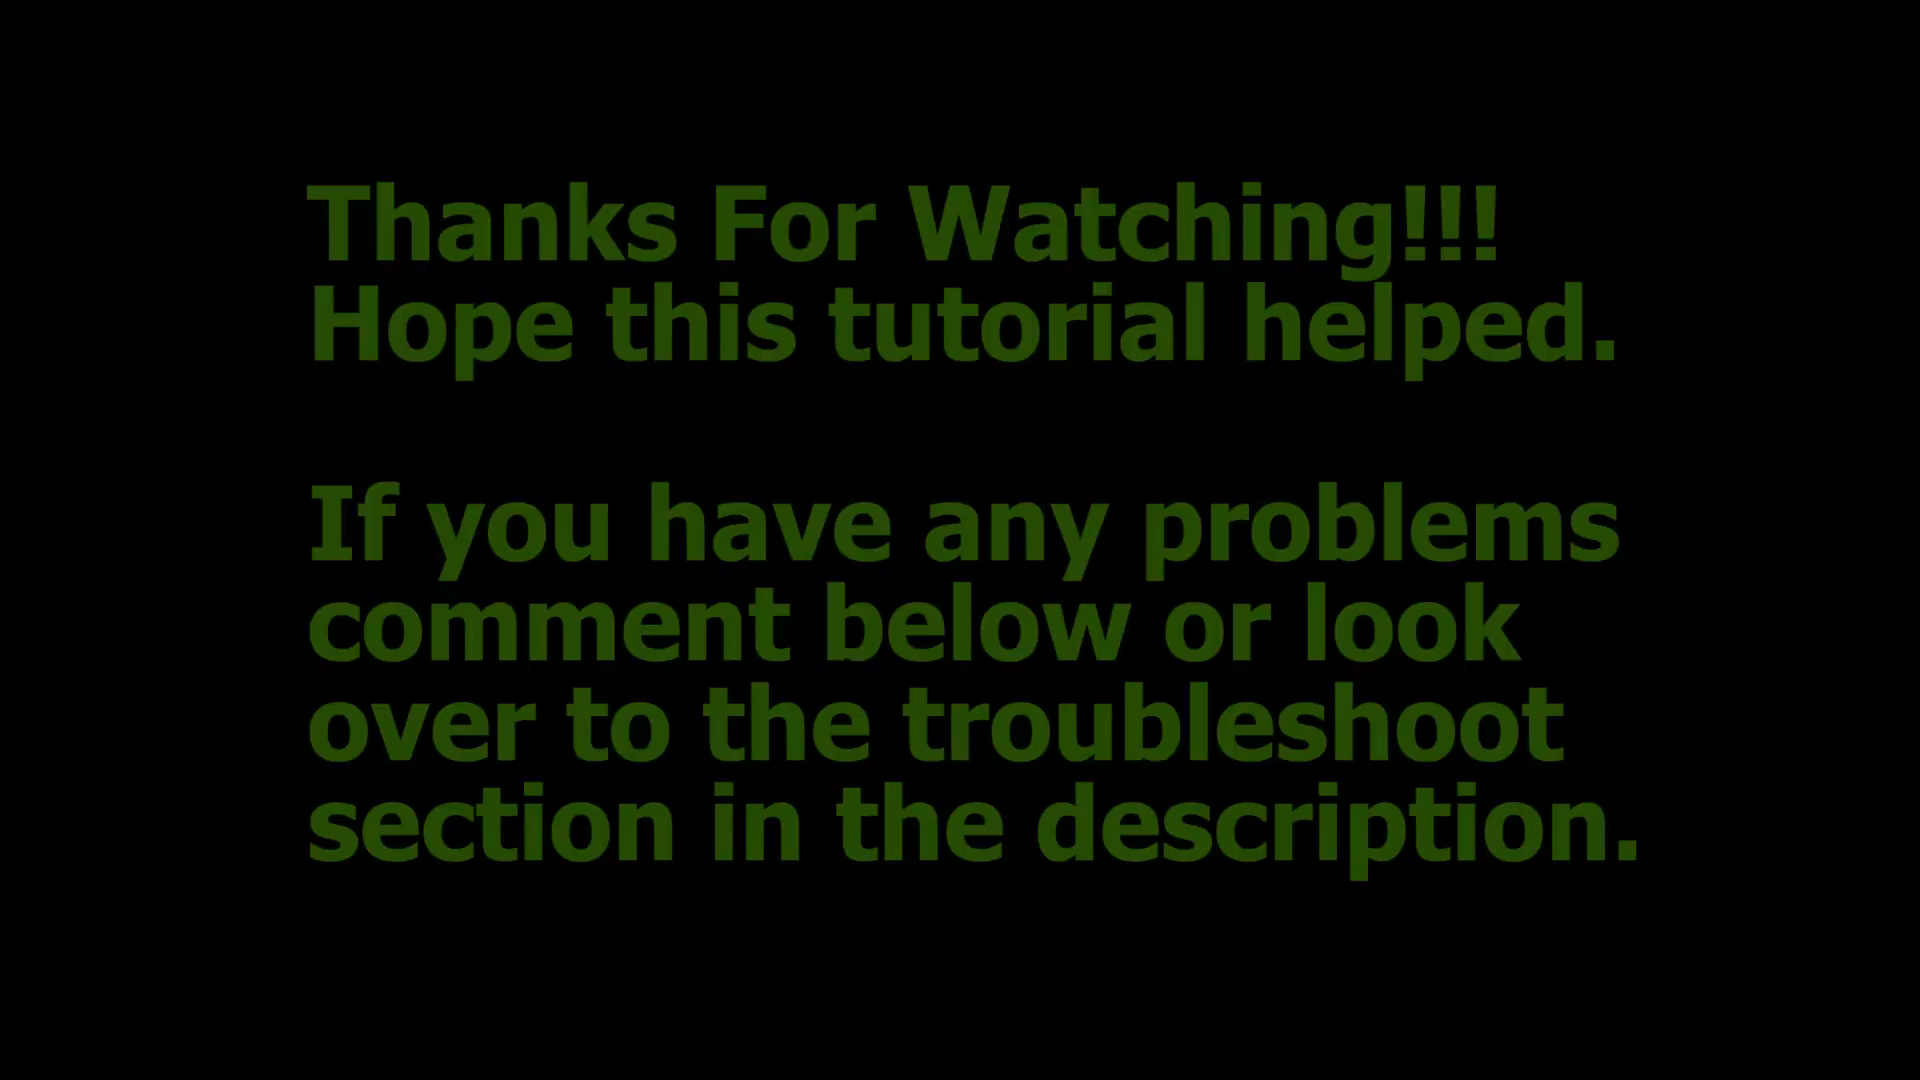 Thanks For Watching!!!
Hope this tutorial helped.
If you have any problems
comment below or look
over to the troubleshoot
section in the description.